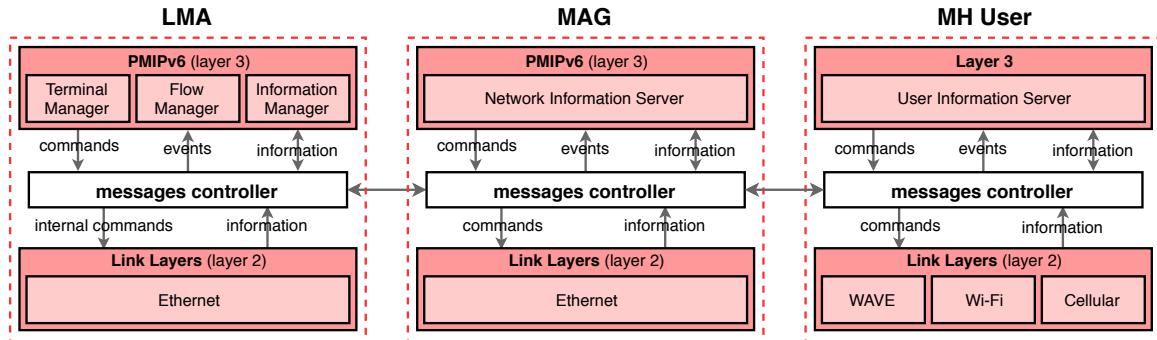 LMA MAG MH User
PMIPv6 (layer 3) PMIPv6 (layer 3) Layer 3
Terminal Manager Flow Manager Information Manager Network Information Server User Information Server
commands events information commands events information commands events information
messages controller messages controller messages controller
internal commands information commands information commands information
Link Layers (layer 2) Link Layers (layer 2) Link Layers (layer 2)
Ethernet Ethernet WAVE Wi-Fi Cellular